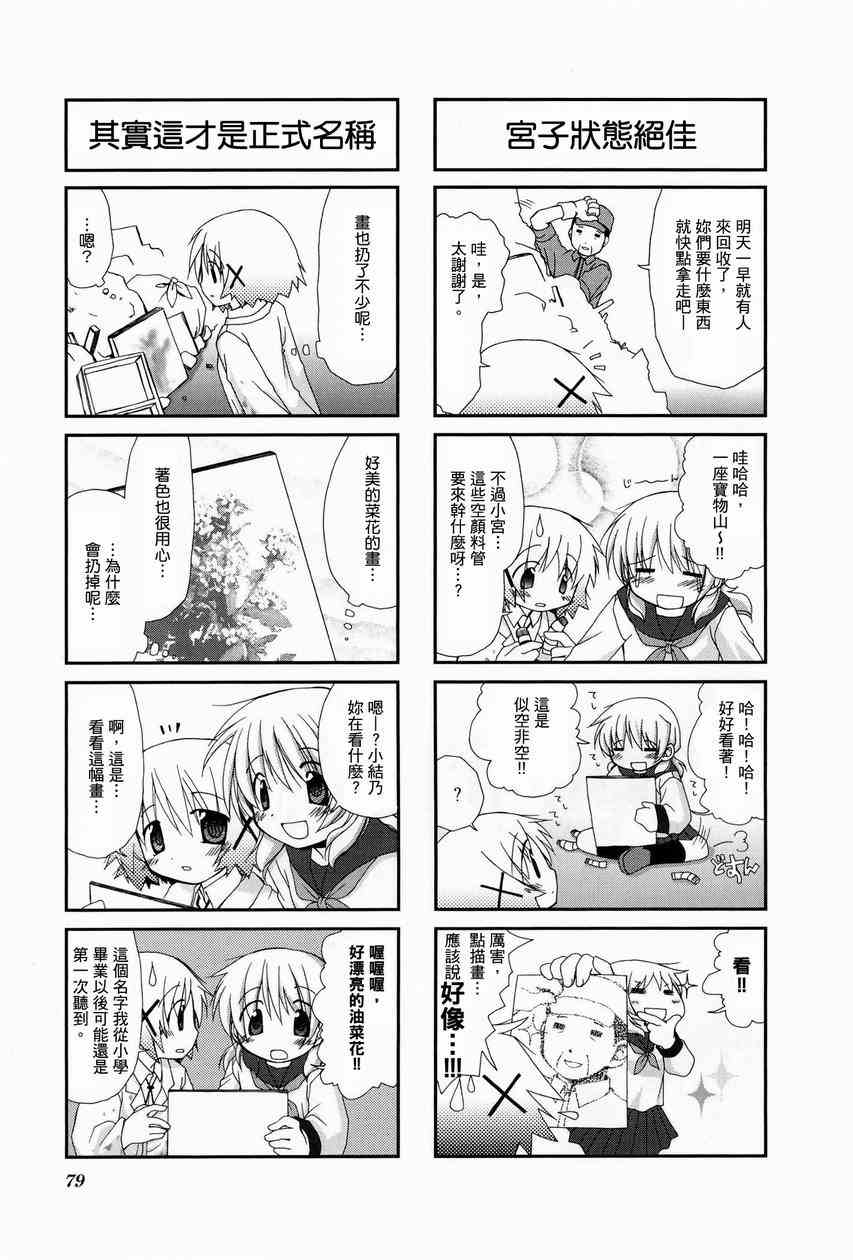 宮子狀態絕佳
明天一早就有人
來回收了，
妳們要什麼東西
就快點拿走吧－
哇，是，
太謝謝了。
哇哈哈，
一座寶物山～!!
じーん…
不過小宮…
這些空顏料管
要來幹什麼呀…？
哈！哈！哈！
好好看著！
這是
似空非空!!
？
どすん
看!!
厲害，
點描畫…
應該說
好像…!!!
其實這才是正式名稱
畫也扔了不少呢…
…嗯？
好美的菜花的畫…
著色也很用心…
…為什麼
會扔掉呢…
嗯－？小結乃
妳在看什麼？
啊，這是…
看看這幅畫…
喔喔喔，
好漂亮的油菜花!!
這個名字我從小學
畢業以後可能還是
第一次聽到。
79